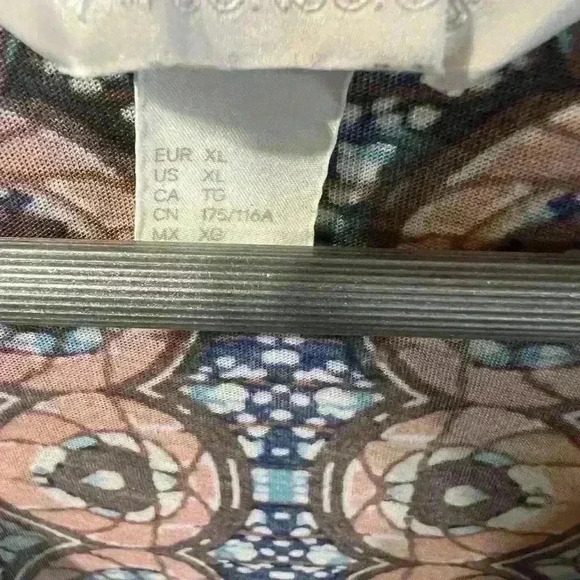 EUR XL
US XL
CA TG
CN 175/116A
MX XG